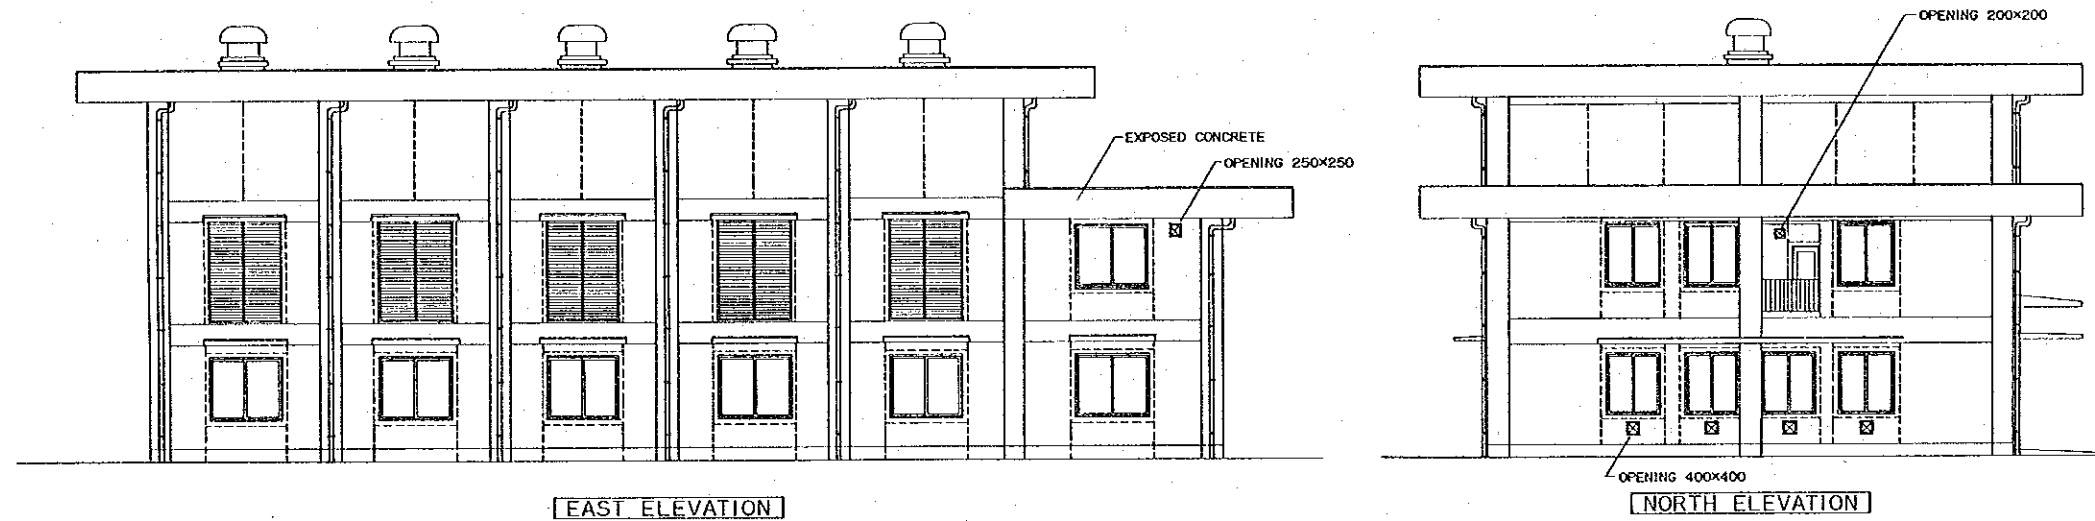 OPENING 200×200
EXPOSED CONCRETE
OPENING 250×250
OPENING 400×400
EAST ELEVATION
NORTH ELEVATION